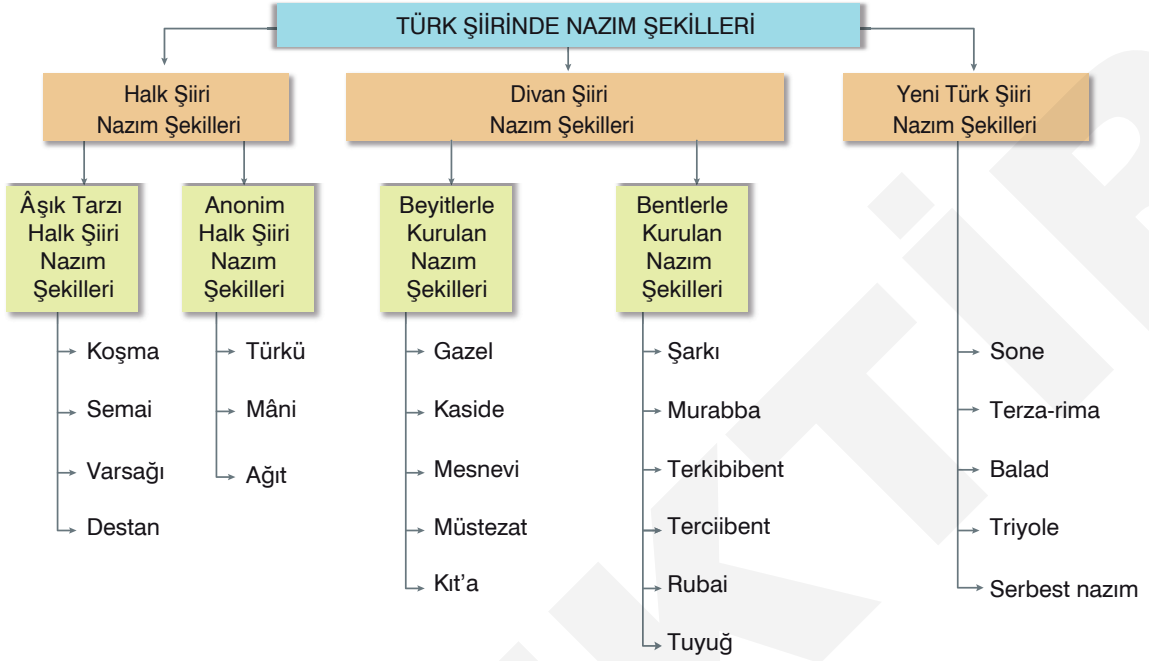 TÜRK ŞİİRİNDE NAZIM ŞEKİLLERİ
Halk Şiiri
Nazım Şekilleri
Divan Şiiri
Nazım Şekilleri
Yeni Türk Şiiri
Nazım Şekilleri
Âşık Tarzı
Halk Şiiri
Nazım
Şekilleri
Anonim
Halk Şiiri
Nazım
Şekilleri
Beyitlerle
Kurulan
Nazım
Şekilleri
Bentlerle
Kurulan
Nazım
Şekilleri
Koşma
Semai
Varsağı
Destan
Türkü
Mâni
Ağıt
Gazel
Kaside
Mesnevi
Müstezat
Kıt’a
Şarkı
Murabba
Terkibibent
Terciibent
Rubai
Tuyuğ
Sone
Terza-rima
Balad
Triyole
Serbest nazım